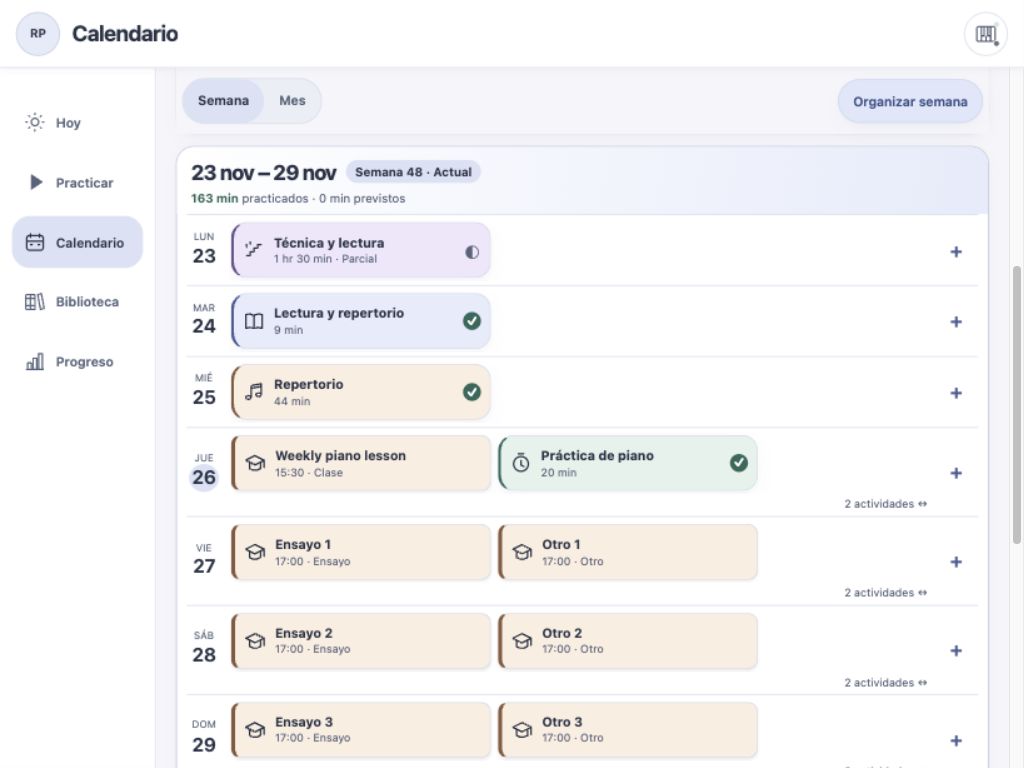 RP
Calendario
Hoy
Practicar
Calendario
Biblioteca
Progreso
Semana
Mes
Organizar semana
23 nov – 29 nov
Semana 48 · Actual
163 min practicados · 0 min previstos
LUN
23
Técnica y lectura
1 hr 30 min · Parcial
+
MAR
24
Lectura y repertorio
9 min
+
MIÉ
25
Repertorio
44 min
+
JUE
26
Weekly piano lesson
15:30 · Clase
Práctica de piano
20 min
+
2 actividades ↔
VIE
27
Ensayo 1
17:00 · Ensayo
Otro 1
17:00 · Otro
+
2 actividades ↔
SÁB
28
Ensayo 2
17:00 · Ensayo
Otro 2
17:00 · Otro
+
2 actividades ↔
DOM
29
Ensayo 3
17:00 · Ensayo
Otro 3
17:00 · Otro
+